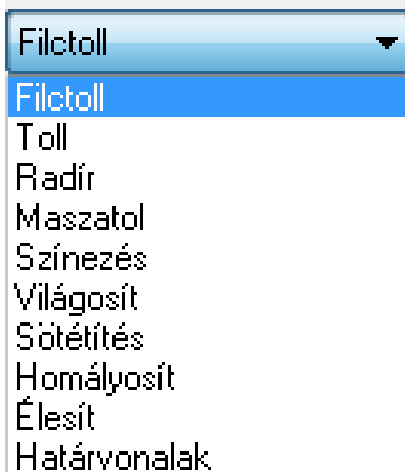 Filctoll
Filctoll
Toll
Radír
Maszatol
Színezés
Világosít
Sötétítés
Homályosít
Élesít
Határvonalak